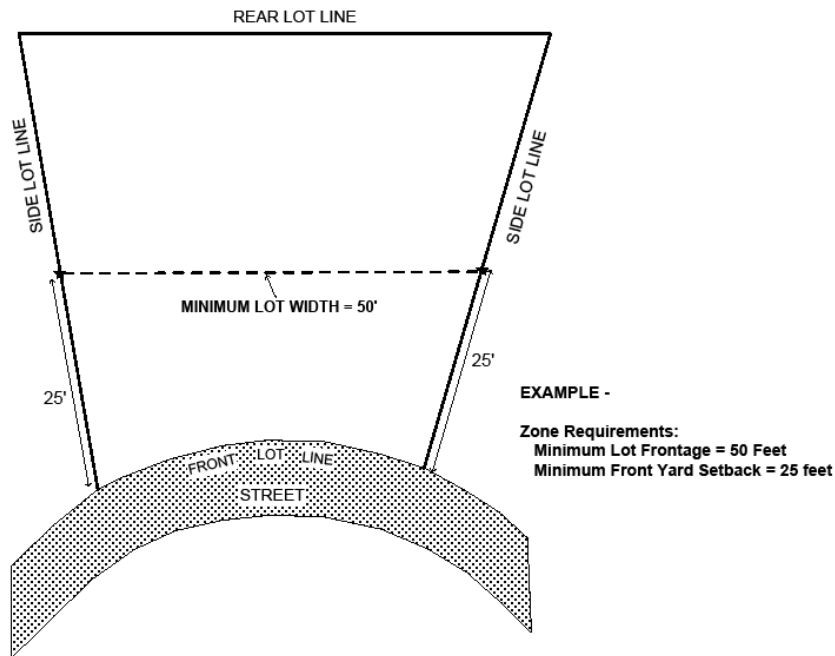 REAR LOT LINE
SIDE LOT LINE
SIDE LOT LINE
MINIMUM LOT WIDTH = 50'
25'
25'
EXAMPLE -
Zone Requirements:
Minimum Lot Frontage = 50 Feet
Minimum Front Yard Setback = 25 feet
FRONT LOT LINE
STREET